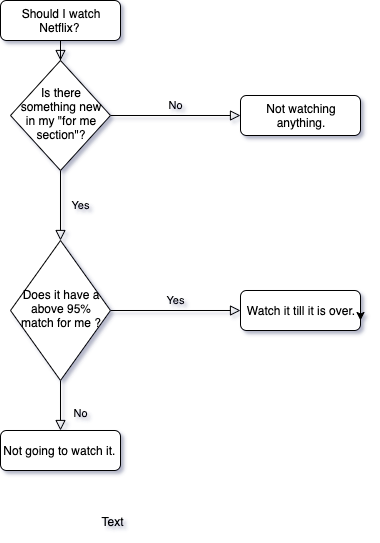 Should I watch
Netflix?
Is there
something new
in my "for me
section"?
No
Not watching
anything.
Yes
Does it have a
above 95%
match for me ?
Yes
Watch it till it is over.
No
Not going to watch it.
Text